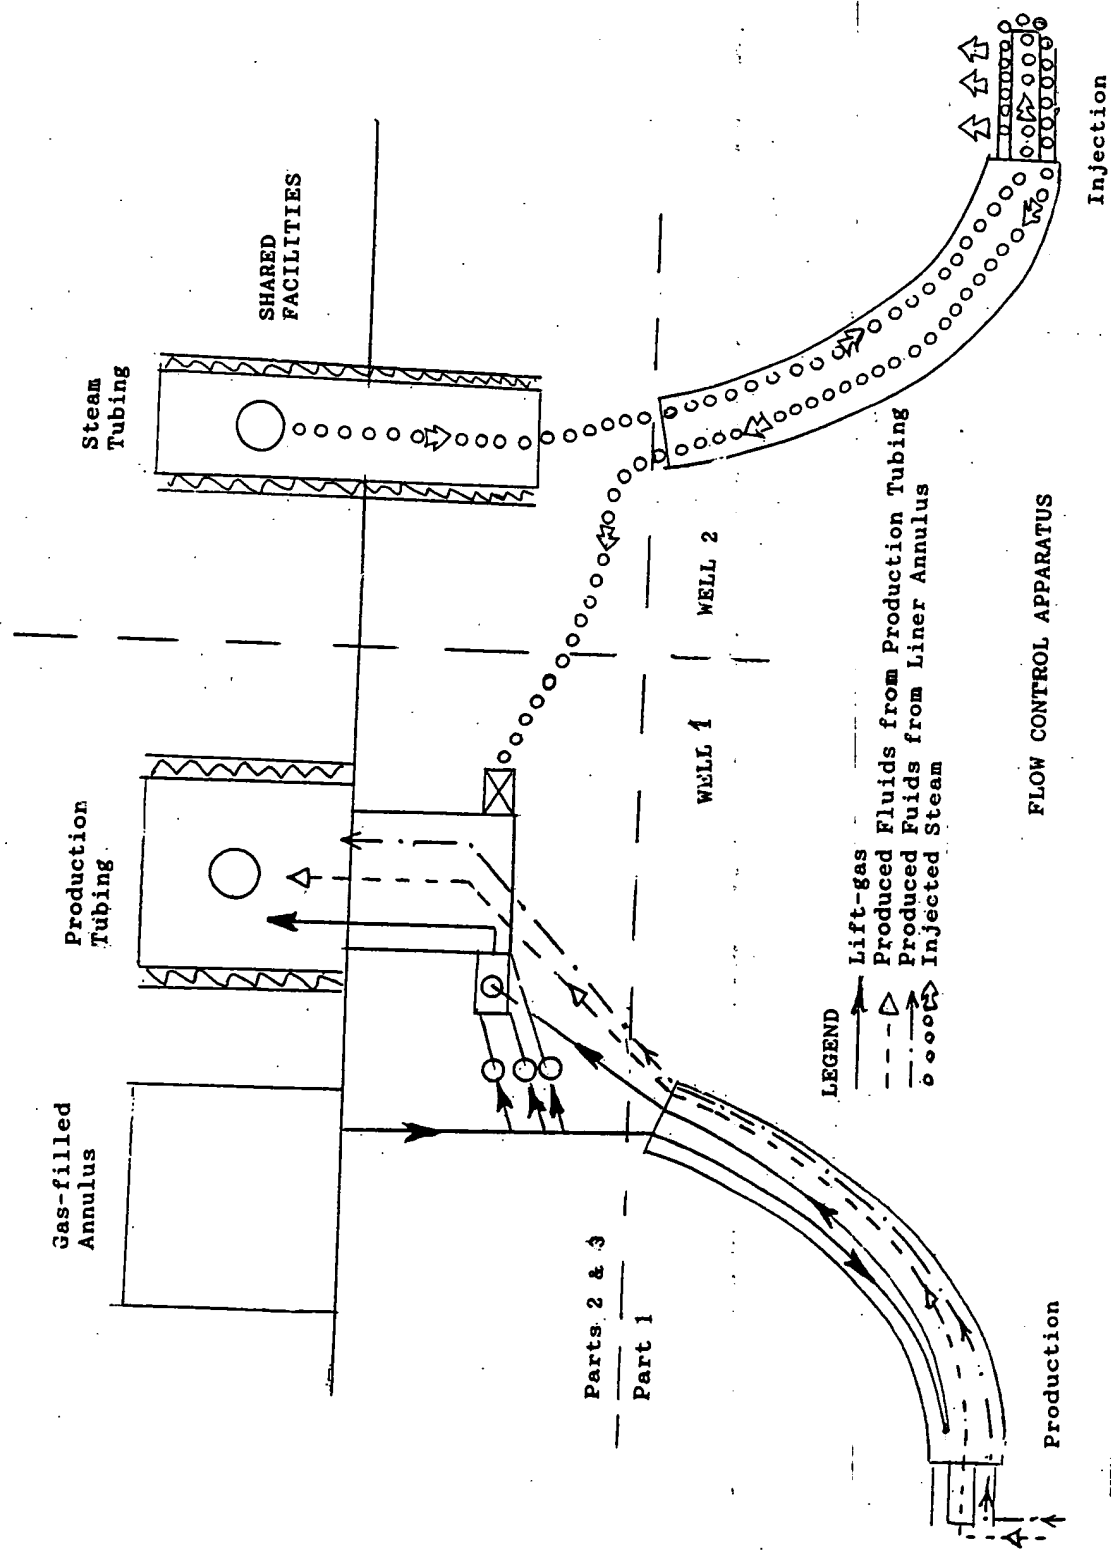 Gas-filled
Annulus
Production
Tubing
Steam
Tubing
SHARED
FACILITIES
Parts 2 & 3
Part 1
WELL 1
WELL 2
LEGEND
Lift-gas
Produced Fluids from Production Tubing
Produced Fuids from Liner Annulus
Injected Steam
Production
Injection
FLOW CONTROL APPARATUS